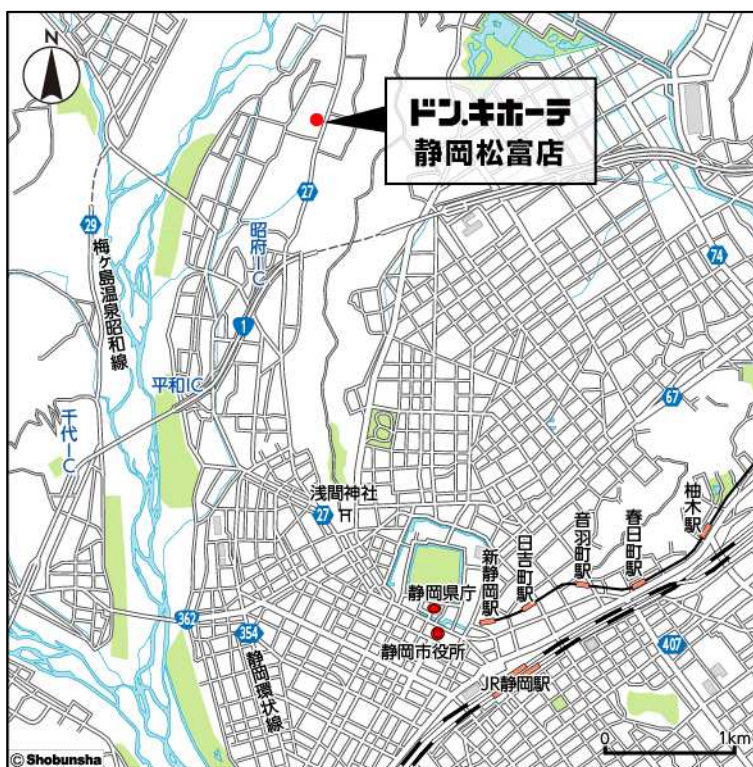 N
ドン.キホーテ
静岡松富店
27
昭府IC
29
梅ヶ島温泉昭和線
74
1
平和IC
67
千代IC
浅間神社
27
柚木駅
春日町駅
音羽町駅
日吉町駅
新静岡駅
静岡県庁
362
354
静岡市役所
407
静岡環状線
JR静岡駅
0 1km
© Shobunsha